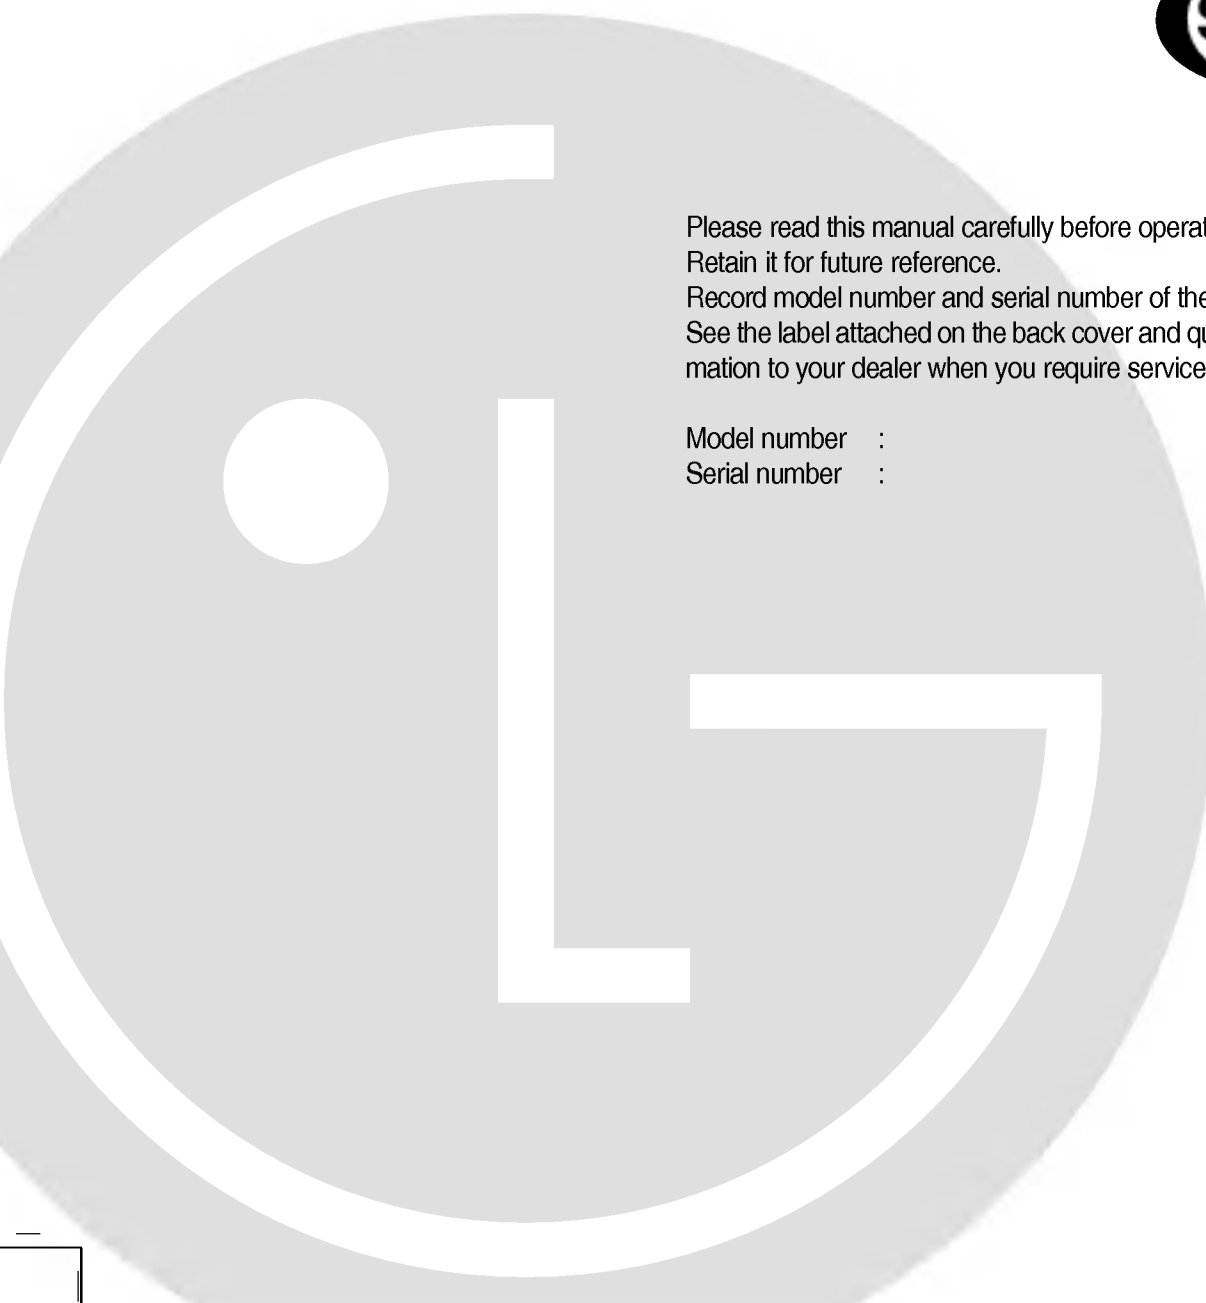 Please read this manual carefully before operat
Retain it for future reference.
Record model number and serial number of the
See the label attached on the back cover and qu
mation to your dealer when you require service
Model number :
Serial number :
LG